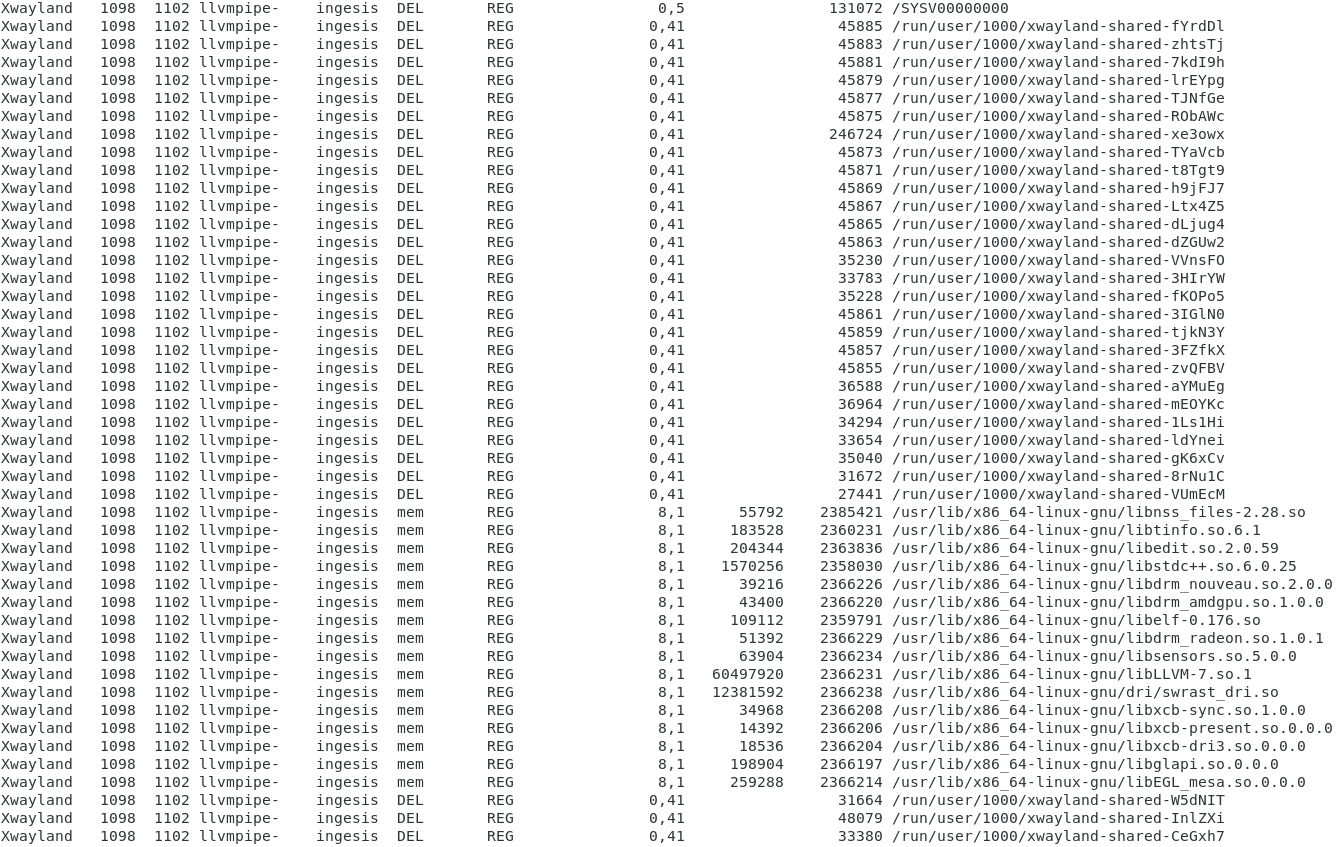 Xwayland 1098 1102 llvmpipe- ingesis DEL REG 0,5 131072 /SYSV00000000
Xwayland 1098 1102 llvmpipe- ingesis DEL REG 0,41 45885 /run/user/1000/xwayland-shared-fYrdDl
Xwayland 1098 1102 llvmpipe- ingesis DEL REG 0,41 45883 /run/user/1000/xwayland-shared-zhtsTj
Xwayland 1098 1102 llvmpipe- ingesis DEL REG 0,41 45881 /run/user/1000/xwayland-shared-7kdI9h
Xwayland 1098 1102 llvmpipe- ingesis DEL REG 0,41 45879 /run/user/1000/xwayland-shared-lrEYpg
Xwayland 1098 1102 llvmpipe- ingesis DEL REG 0,41 45877 /run/user/1000/xwayland-shared-TJNfGe
Xwayland 1098 1102 llvmpipe- ingesis DEL REG 0,41 45875 /run/user/1000/xwayland-shared-RObAWc
Xwayland 1098 1102 llvmpipe- ingesis DEL REG 0,41 246724 /run/user/1000/xwayland-shared-xe3owx
Xwayland 1098 1102 llvmpipe- ingesis DEL REG 0,41 45873 /run/user/1000/xwayland-shared-TYaVcb
Xwayland 1098 1102 llvmpipe- ingesis DEL REG 0,41 45871 /run/user/1000/xwayland-shared-t8Tgt9
Xwayland 1098 1102 llvmpipe- ingesis DEL REG 0,41 45869 /run/user/1000/xwayland-shared-h9jFJ7
Xwayland 1098 1102 llvmpipe- ingesis DEL REG 0,41 45867 /run/user/1000/xwayland-shared-Ltx4Z5
Xwayland 1098 1102 llvmpipe- ingesis DEL REG 0,41 45865 /run/user/1000/xwayland-shared-dLjug4
Xwayland 1098 1102 llvmpipe- ingesis DEL REG 0,41 45863 /run/user/1000/xwayland-shared-dZGUw2
Xwayland 1098 1102 llvmpipe- ingesis DEL REG 0,41 35230 /run/user/1000/xwayland-shared-VVnsFO
Xwayland 1098 1102 llvmpipe- ingesis DEL REG 0,41 33783 /run/user/1000/xwayland-shared-3HIrYW
Xwayland 1098 1102 llvmpipe- ingesis DEL REG 0,41 35228 /run/user/1000/xwayland-shared-fKOPo5
Xwayland 1098 1102 llvmpipe- ingesis DEL REG 0,41 45861 /run/user/1000/xwayland-shared-3IGlN0
Xwayland 1098 1102 llvmpipe- ingesis DEL REG 0,41 45859 /run/user/1000/xwayland-shared-tjkN3Y
Xwayland 1098 1102 llvmpipe- ingesis DEL REG 0,41 45857 /run/user/1000/xwayland-shared-3FZfkX
Xwayland 1098 1102 llvmpipe- ingesis DEL REG 0,41 45855 /run/user/1000/xwayland-shared-zvQFBV
Xwayland 1098 1102 llvmpipe- ingesis DEL REG 0,41 36588 /run/user/1000/xwayland-shared-aYMuEg
Xwayland 1098 1102 llvmpipe- ingesis DEL REG 0,41 36964 /run/user/1000/xwayland-shared-mEOYKc
Xwayland 1098 1102 llvmpipe- ingesis DEL REG 0,41 34294 /run/user/1000/xwayland-shared-1Ls1Hi
Xwayland 1098 1102 llvmpipe- ingesis DEL REG 0,41 33654 /run/user/1000/xwayland-shared-ldYnei
Xwayland 1098 1102 llvmpipe- ingesis DEL REG 0,41 35040 /run/user/1000/xwayland-shared-gK6xCv
Xwayland 1098 1102 llvmpipe- ingesis DEL REG 0,41 31672 /run/user/1000/xwayland-shared-8rNu1C
Xwayland 1098 1102 llvmpipe- ingesis DEL REG 0,41 27441 /run/user/1000/xwayland-shared-VUmEcM
Xwayland 1098 1102 llvmpipe- ingesis mem REG 8,1 55792 2385421 /usr/lib/x86_64-linux-gnu/libnss_files-2.28.so
Xwayland 1098 1102 llvmpipe- ingesis mem REG 8,1 183528 2360231 /usr/lib/x86_64-linux-gnu/libtinfo.so.6.1
Xwayland 1098 1102 llvmpipe- ingesis mem REG 8,1 204344 2363836 /usr/lib/x86_64-linux-gnu/libedit.so.2.0.59
Xwayland 1098 1102 llvmpipe- ingesis mem REG 8,1 1570256 2358030 /usr/lib/x86_64-linux-gnu/libstdc++.so.6.0.25
Xwayland 1098 1102 llvmpipe- ingesis mem REG 8,1 39216 2366226 /usr/lib/x86_64-linux-gnu/libdrm_nouveau.so.2.0.0
Xwayland 1098 1102 llvmpipe- ingesis mem REG 8,1 43400 2366220 /usr/lib/x86_64-linux-gnu/libdrm_amdgpu.so.1.0.0
Xwayland 1098 1102 llvmpipe- ingesis mem REG 8,1 109112 2359791 /usr/lib/x86_64-linux-gnu/libelf-0.176.so
Xwayland 1098 1102 llvmpipe- ingesis mem REG 8,1 51392 2366229 /usr/lib/x86_64-linux-gnu/libdrm_radeon.so.1.0.1
Xwayland 1098 1102 llvmpipe- ingesis mem REG 8,1 63904 2366234 /usr/lib/x86_64-linux-gnu/libsensors.so.5.0.0
Xwayland 1098 1102 llvmpipe- ingesis mem REG 8,1 60497920 2366231 /usr/lib/x86_64-linux-gnu/libLLVM-7.so.1
Xwayland 1098 1102 llvmpipe- ingesis mem REG 8,1 12381592 2366238 /usr/lib/x86_64-linux-gnu/dri/swrast_dri.so
Xwayland 1098 1102 llvmpipe- ingesis mem REG 8,1 34968 2366208 /usr/lib/x86_64-linux-gnu/libxcb-sync.so.1.0.0
Xwayland 1098 1102 llvmpipe- ingesis mem REG 8,1 14392 2366206 /usr/lib/x86_64-linux-gnu/libxcb-present.so.0.0.0
Xwayland 1098 1102 llvmpipe- ingesis mem REG 8,1 18536 2366204 /usr/lib/x86_64-linux-gnu/libxcb-dri3.so.0.0.0
Xwayland 1098 1102 llvmpipe- ingesis mem REG 8,1 198904 2366197 /usr/lib/x86_64-linux-gnu/libglapi.so.0.0.0
Xwayland 1098 1102 llvmpipe- ingesis mem REG 8,1 259288 2366214 /usr/lib/x86_64-linux-gnu/libEGL_mesa.so.0.0.0
Xwayland 1098 1102 llvmpipe- ingesis DEL REG 0,41 31664 /run/user/1000/xwayland-shared-W5dNIT
Xwayland 1098 1102 llvmpipe- ingesis DEL REG 0,41 48079 /run/user/1000/xwayland-shared-InlZXi
Xwayland 1098 1102 llvmpipe- ingesis DEL REG 0,41 33380 /run/user/1000/xwayland-shared-CeGxh7